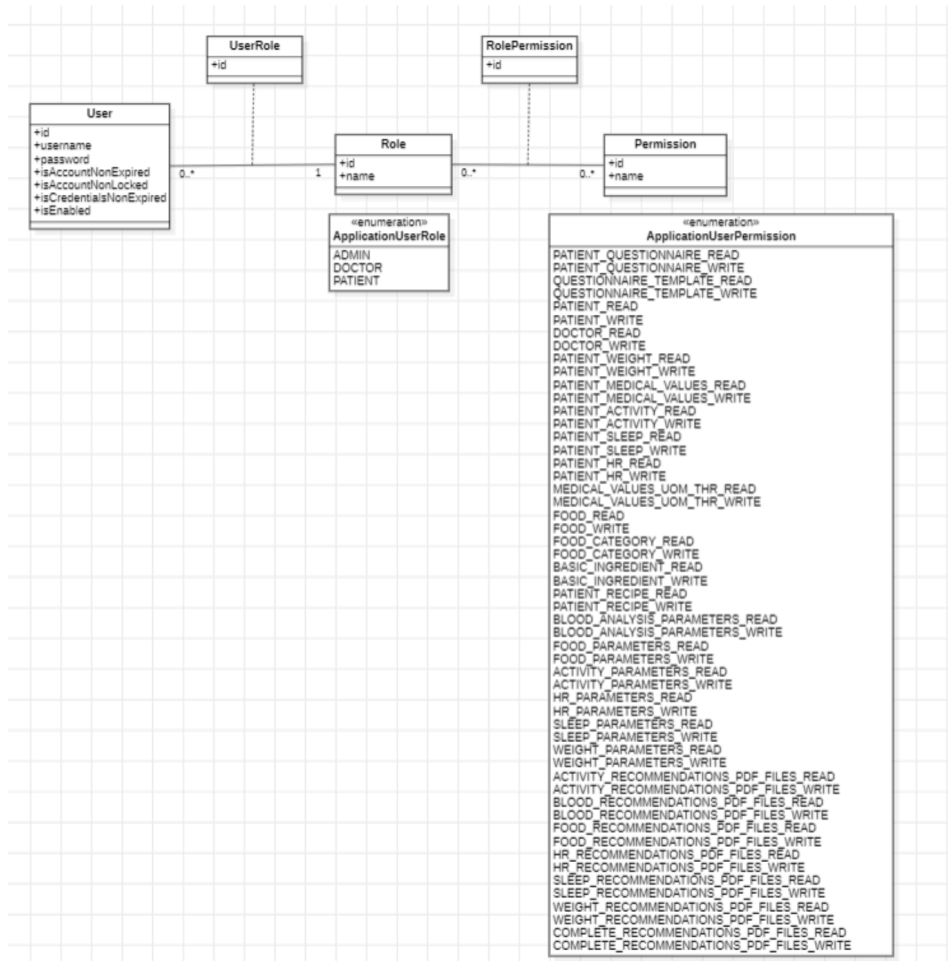 UserRole
+id
RolePermission
+id
User
+id
+username
+password
+isAccountNonExpired
+isAccountNonLocked
+isCredentialsNonExpired
+isEnabled
0..*
1
Role
+id
+name
0..*
0..*
Permission
+id
+name
«enumeration»
ApplicationUserRole
ADMIN
DOCTOR
PATIENT
«enumeration»
ApplicationUserPermission
PATIENT_QUESTIONNAIRE_READ
PATIENT_QUESTIONNAIRE_WRITE
QUESTIONNAIRE_TEMPLATE_READ
QUESTIONNAIRE_TEMPLATE_WRITE
PATIENT_READ
PATIENT_WRITE
DOCTOR_READ
DOCTOR_WRITE
PATIENT_WEIGHT_READ
PATIENT_WEIGHT_WRITE
PATIENT_MEDICAL_VALUES_READ
PATIENT_MEDICAL_VALUES_WRITE
PATIENT_ACTIVITY_READ
PATIENT_ACTIVITY_WRITE
PATIENT_SLEEP_READ
PATIENT_SLEEP_WRITE
PATIENT_HR_READ
PATIENT_HR_WRITE
MEDICAL_VALUES_UOM_THR_READ
MEDICAL_VALUES_UOM_THR_WRITE
FOOD_READ
FOOD_WRITE
FOOD_CATEGORY_READ
FOOD_CATEGORY_WRITE
BASIC_INGREDIENT_READ
BASIC_INGREDIENT_WRITE
PATIENT_RECIPE_READ
PATIENT_RECIPE_WRITE
BLOOD_ANALYSIS_PARAMETERS_READ
BLOOD_ANALYSIS_PARAMETERS_WRITE
FOOD_PARAMETERS_READ
FOOD_PARAMETERS_WRITE
ACTIVITY_PARAMETERS_READ
ACTIVITY_PARAMETERS_WRITE
HR_PARAMETERS_READ
HR_PARAMETERS_WRITE
SLEEP_PARAMETERS_READ
SLEEP_PARAMETERS_WRITE
WEIGHT_PARAMETERS_READ
WEIGHT_PARAMETERS_WRITE
ACTIVITY_RECOMMENDATIONS_PDF_FILES_READ
ACTIVITY_RECOMMENDATIONS_PDF_FILES_WRITE
BLOOD_RECOMMENDATIONS_PDF_FILES_READ
BLOOD_RECOMMENDATIONS_PDF_FILES_WRITE
FOOD_RECOMMENDATIONS_PDF_FILES_READ
FOOD_RECOMMENDATIONS_PDF_FILES_WRITE
HR_RECOMMENDATIONS_PDF_FILES_READ
HR_RECOMMENDATIONS_PDF_FILES_WRITE
SLEEP_RECOMMENDATIONS_PDF_FILES_READ
SLEEP_RECOMMENDATIONS_PDF_FILES_WRITE
WEIGHT_RECOMMENDATIONS_PDF_FILES_READ
WEIGHT_RECOMMENDATIONS_PDF_FILES_WRITE
COMPLETE_RECOMMENDATIONS_PDF_FILES_READ
COMPLETE_RECOMMENDATIONS_PDF_FILES_WRITE